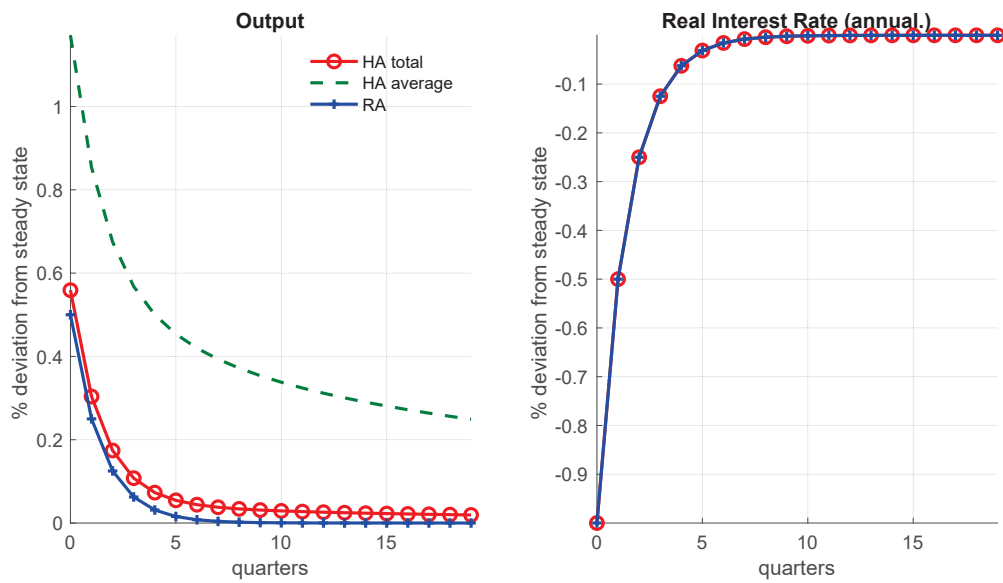 Output
HA total
HA average
RA
1
0.8
0.6
0.4
0.2
0
% deviation from steady state
0
5
10
15
quarters
Real Interest Rate (annual.)
-0.1
-0.2
-0.3
-0.4
-0.5
-0.6
-0.7
-0.8
-0.9
% deviation from steady state
0
5
10
15
quarters